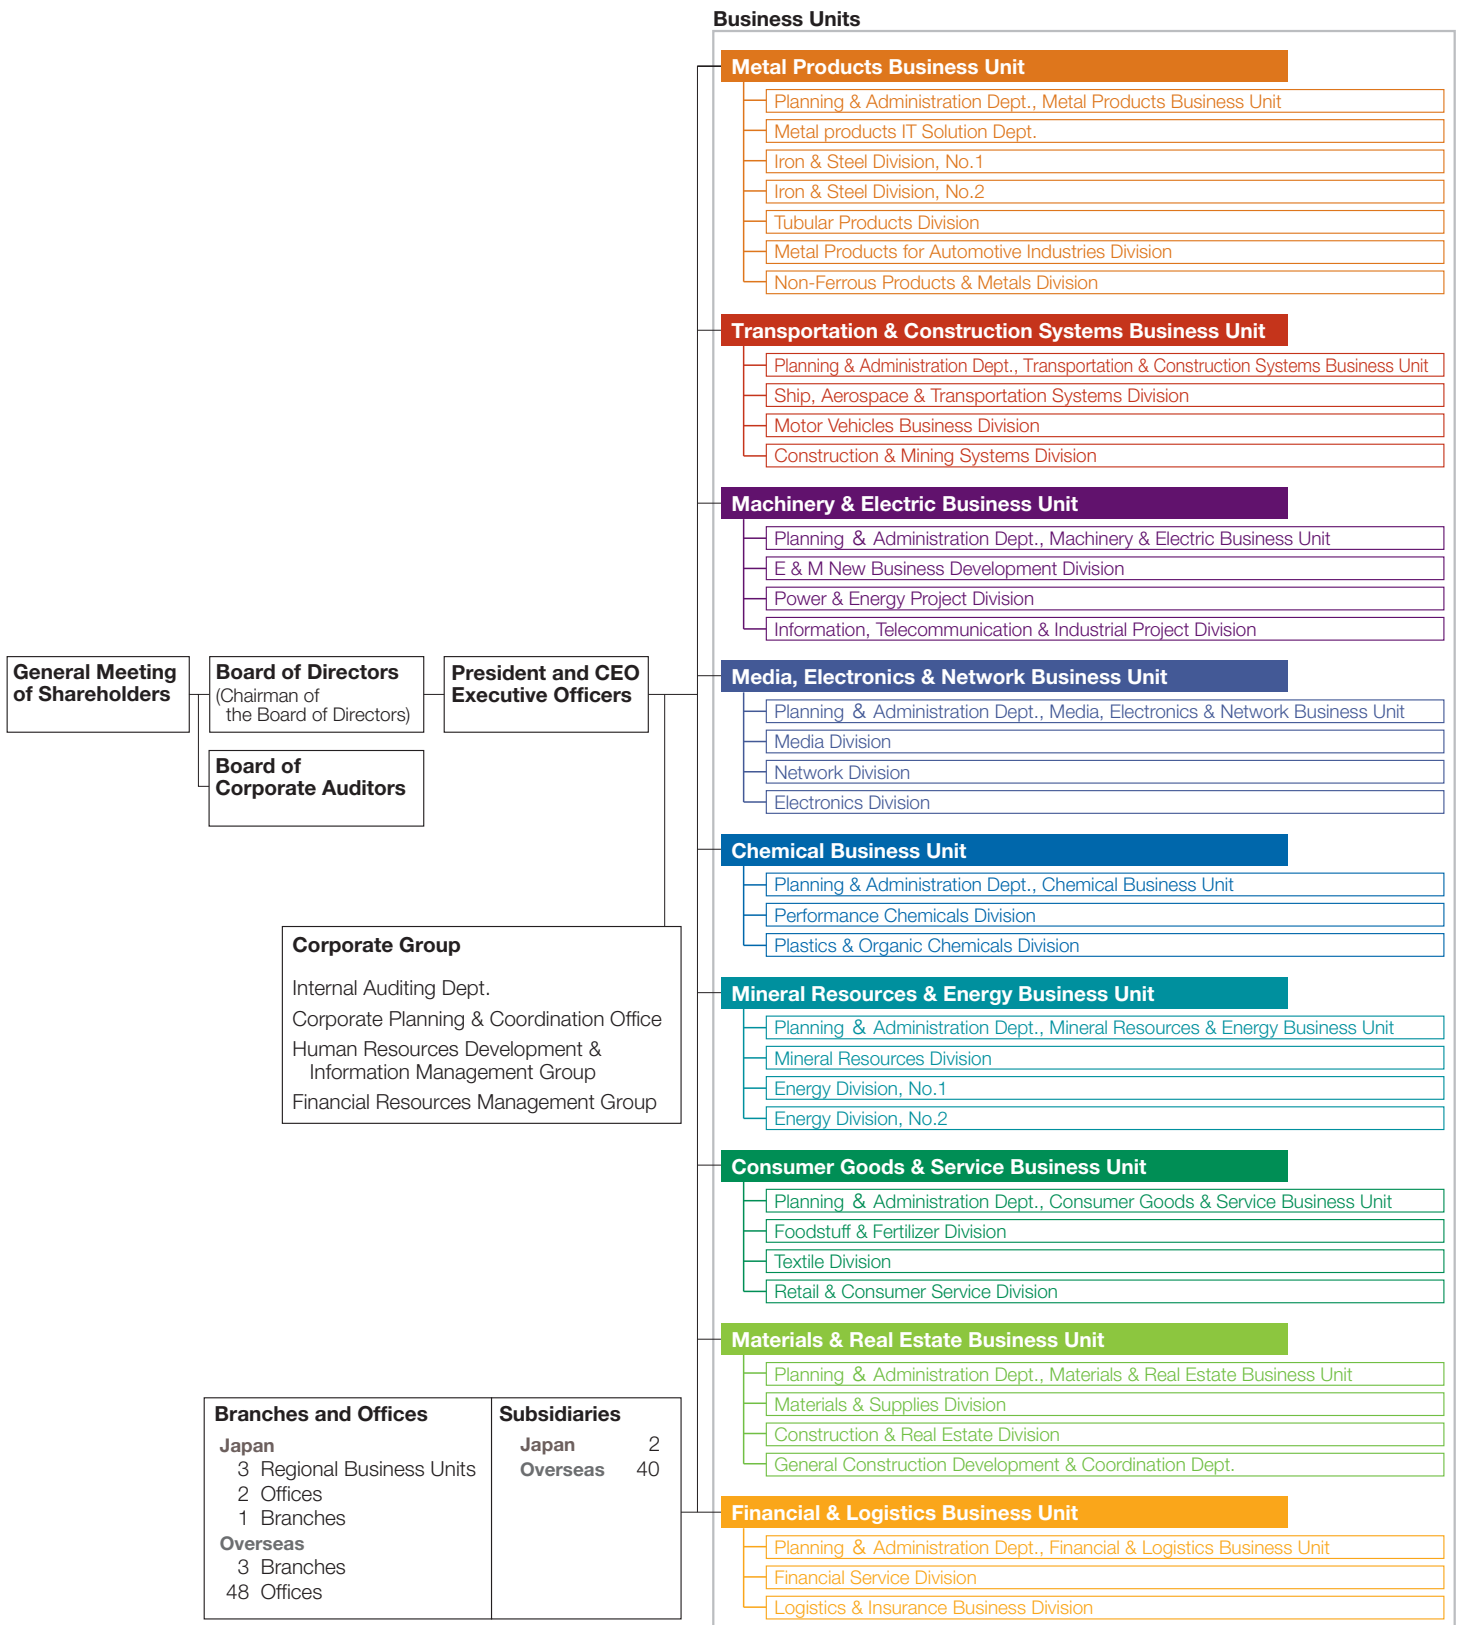 Business Units
Metal Products Business Unit
Planning & Administration Dept., Metal Products Business Unit
Metal products IT Solution Dept.
Iron & Steel Division, No.1
Iron & Steel Division, No.2
Tubular Products Division
Metal Products for Automotive Industries Division
Non-Ferrous Products & Metals Division
Transportation & Construction Systems Business Unit
Planning & Administration Dept., Transportation & Construction Systems Business Unit
Ship, Aerospace & Transportation Systems Division
Motor Vehicles Business Division
Construction & Mining Systems Division
Machinery & Electric Business Unit
Planning & Administration Dept., Machinery & Electric Business Unit
E & M New Business Development Division
Power & Energy Project Division
Information, Telecommunication & Industrial Project Division
General Meeting
of Shareholders
Board of Directors
(Chairman of
the Board of Directors)
President and CEO
Executive Officers
Board of
Corporate Auditors
Media, Electronics & Network Business Unit
Planning & Administration Dept., Media, Electronics & Network Business Unit
Media Division
Network Division
Electronics Division
Chemical Business Unit
Planning & Administration Dept., Chemical Business Unit
Performance Chemicals Division
Plastics & Organic Chemicals Division
Corporate Group
Internal Auditing Dept.
Corporate Planning & Coordination Office
Human Resources Development &
Information Management Group
Financial Resources Management Group
Mineral Resources & Energy Business Unit
Planning & Administration Dept., Mineral Resources & Energy Business Unit
Mineral Resources Division
Energy Division, No.1
Energy Division, No.2
Consumer Goods & Service Business Unit
Planning & Administration Dept., Consumer Goods & Service Business Unit
Foodstuff & Fertilizer Division
Textile Division
Retail & Consumer Service Division
Materials & Real Estate Business Unit
Planning & Administration Dept., Materials & Real Estate Business Unit
Materials & Supplies Division
Construction & Real Estate Division
General Construction Development & Coordination Dept.
Branches and Offices
Japan
3 Regional Business Units
2 Offices
1 Branches
Overseas
3 Branches
48 Offices
Subsidiaries
Japan 2
Overseas 40
Financial & Logistics Business Unit
Planning & Administration Dept., Financial & Logistics Business Unit
Financial Service Division
Logistics & Insurance Business Division